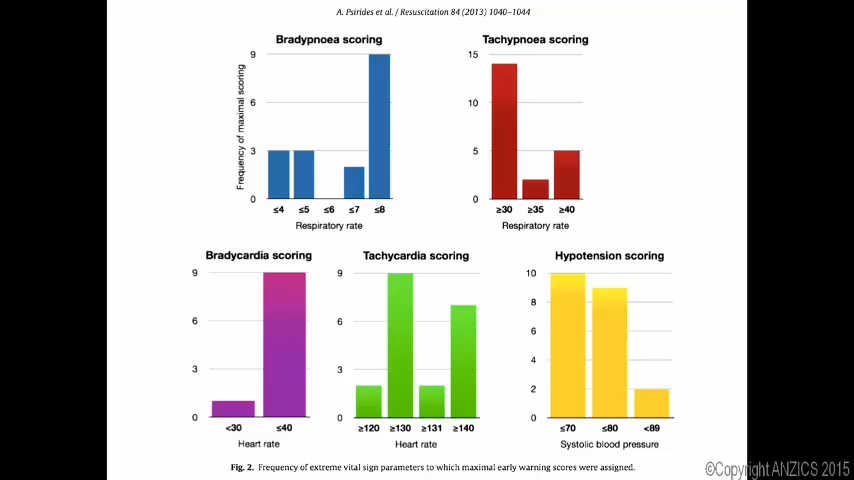 A. Psirides et al. / Resuscitation 84 (2013) 1040–1044
Bradypnoea scoring
Frequency of maximal scoring
9
6
3
0
≤4 ≤5 ≤6 ≤7 ≤8
Respiratory rate
Tachypnoea scoring
15
10
5
0
≥30 ≥35 ≥40
Respiratory rate
Bradycardia scoring
9
6
3
0
<30 ≤40
Heart rate
Tachycardia scoring
9
6
3
0
≥120 ≥130 ≥131 ≥140
Heart rate
Hypotension scoring
10
8
6
4
2
0
≤70 ≤80 <89
Systolic blood pressure
Fig. 2. Frequency of extreme vital sign parameters to which maximal early warning scores were assigned.
©Copyright ANZICS 2015